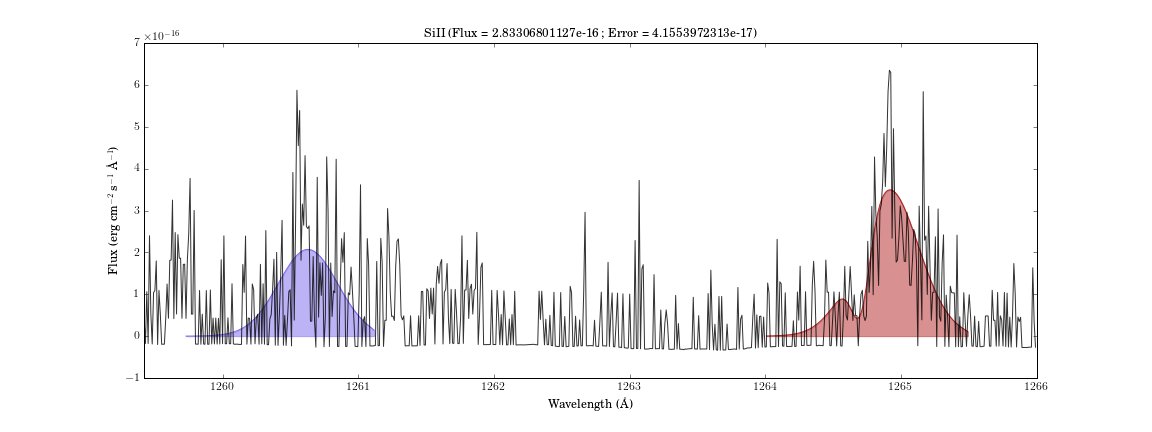 SiII (Flux = 2.83306801127e-16 ; Error = 4.1553972313e-17)
×10⁻¹⁶
7
6
5
4
3
2
1
0
−1
Flux (erg cm⁻² s⁻¹ Å⁻¹)
1260 1261 1262 1263 1264 1265 1266
Wavelength (Å)